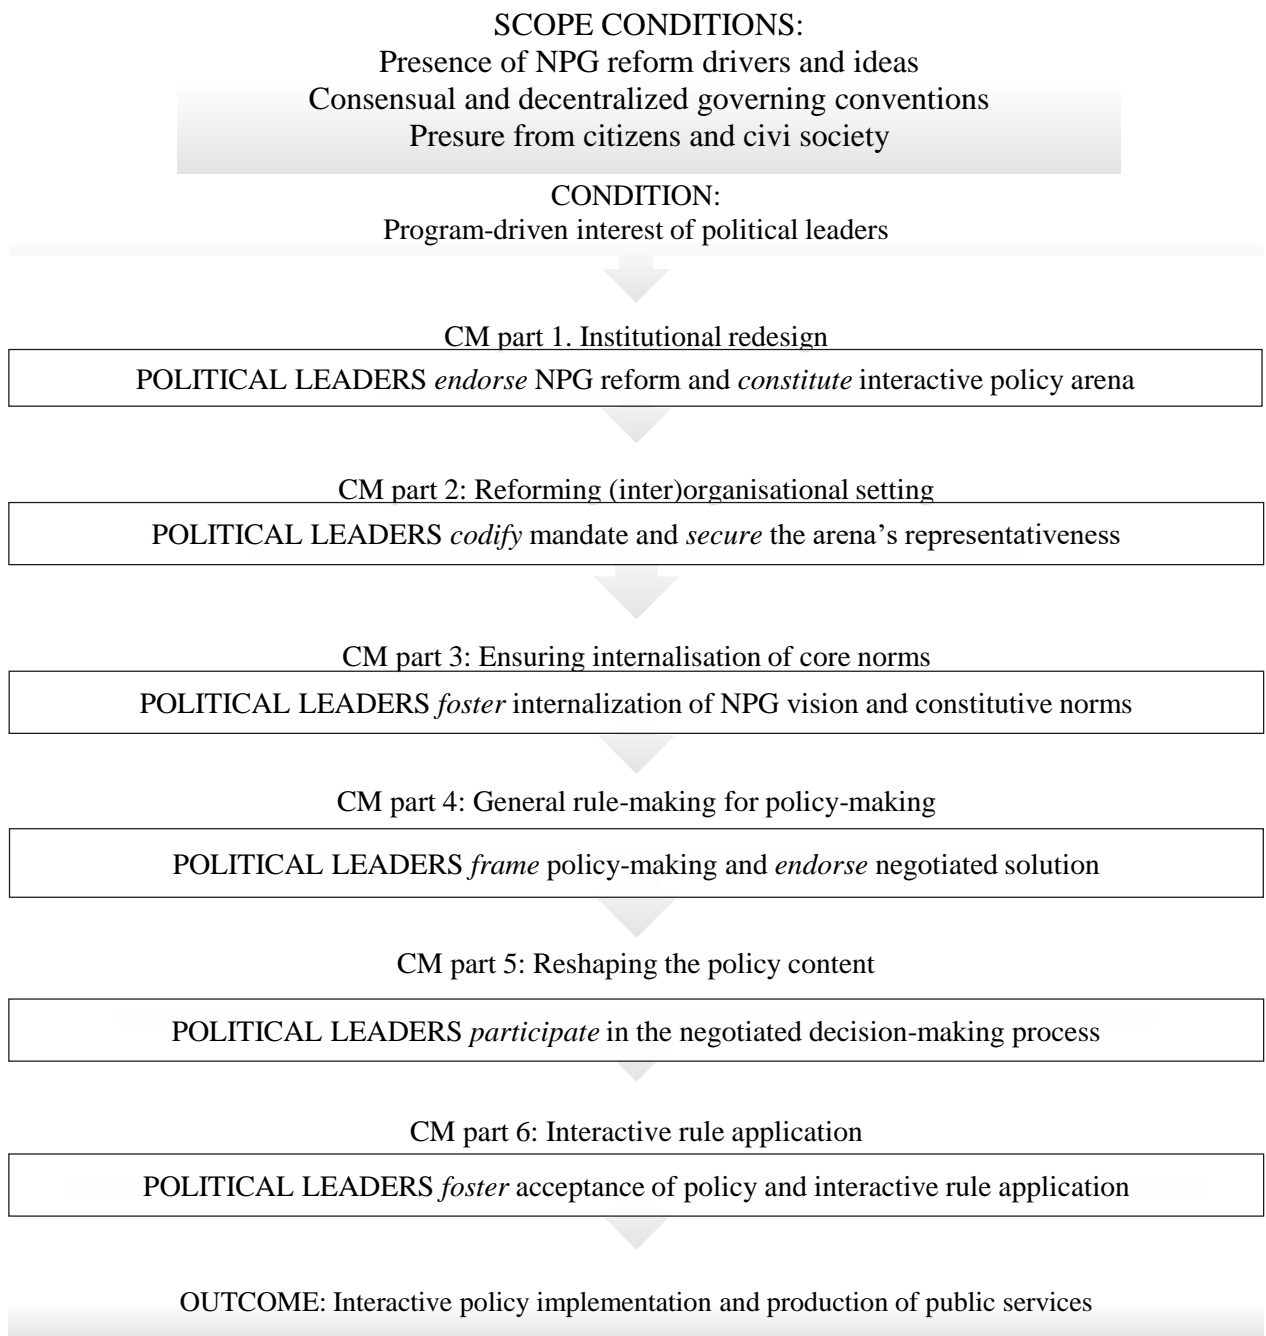 SCOPE CONDITIONS:
Presence of NPG reform drivers and ideas
Consensual and decentralized governing conventions
Presure from citizens and civi society
CONDITION:
Program-driven interest of political leaders
CM part 1. Institutional redesign
POLITICAL LEADERS endorse NPG reform and constitute interactive policy arena
CM part 2: Reforming (inter)organisational setting
POLITICAL LEADERS codify mandate and secure the arena’s representativeness
CM part 3: Ensuring internalisation of core norms
POLITICAL LEADERS foster internalization of NPG vision and constitutive norms
CM part 4: General rule-making for policy-making
POLITICAL LEADERS frame policy-making and endorse negotiated solution
CM part 5: Reshaping the policy content
POLITICAL LEADERS participate in the negotiated decision-making process
CM part 6: Interactive rule application
POLITICAL LEADERS foster acceptance of policy and interactive rule application
OUTCOME: Interactive policy implementation and production of public services